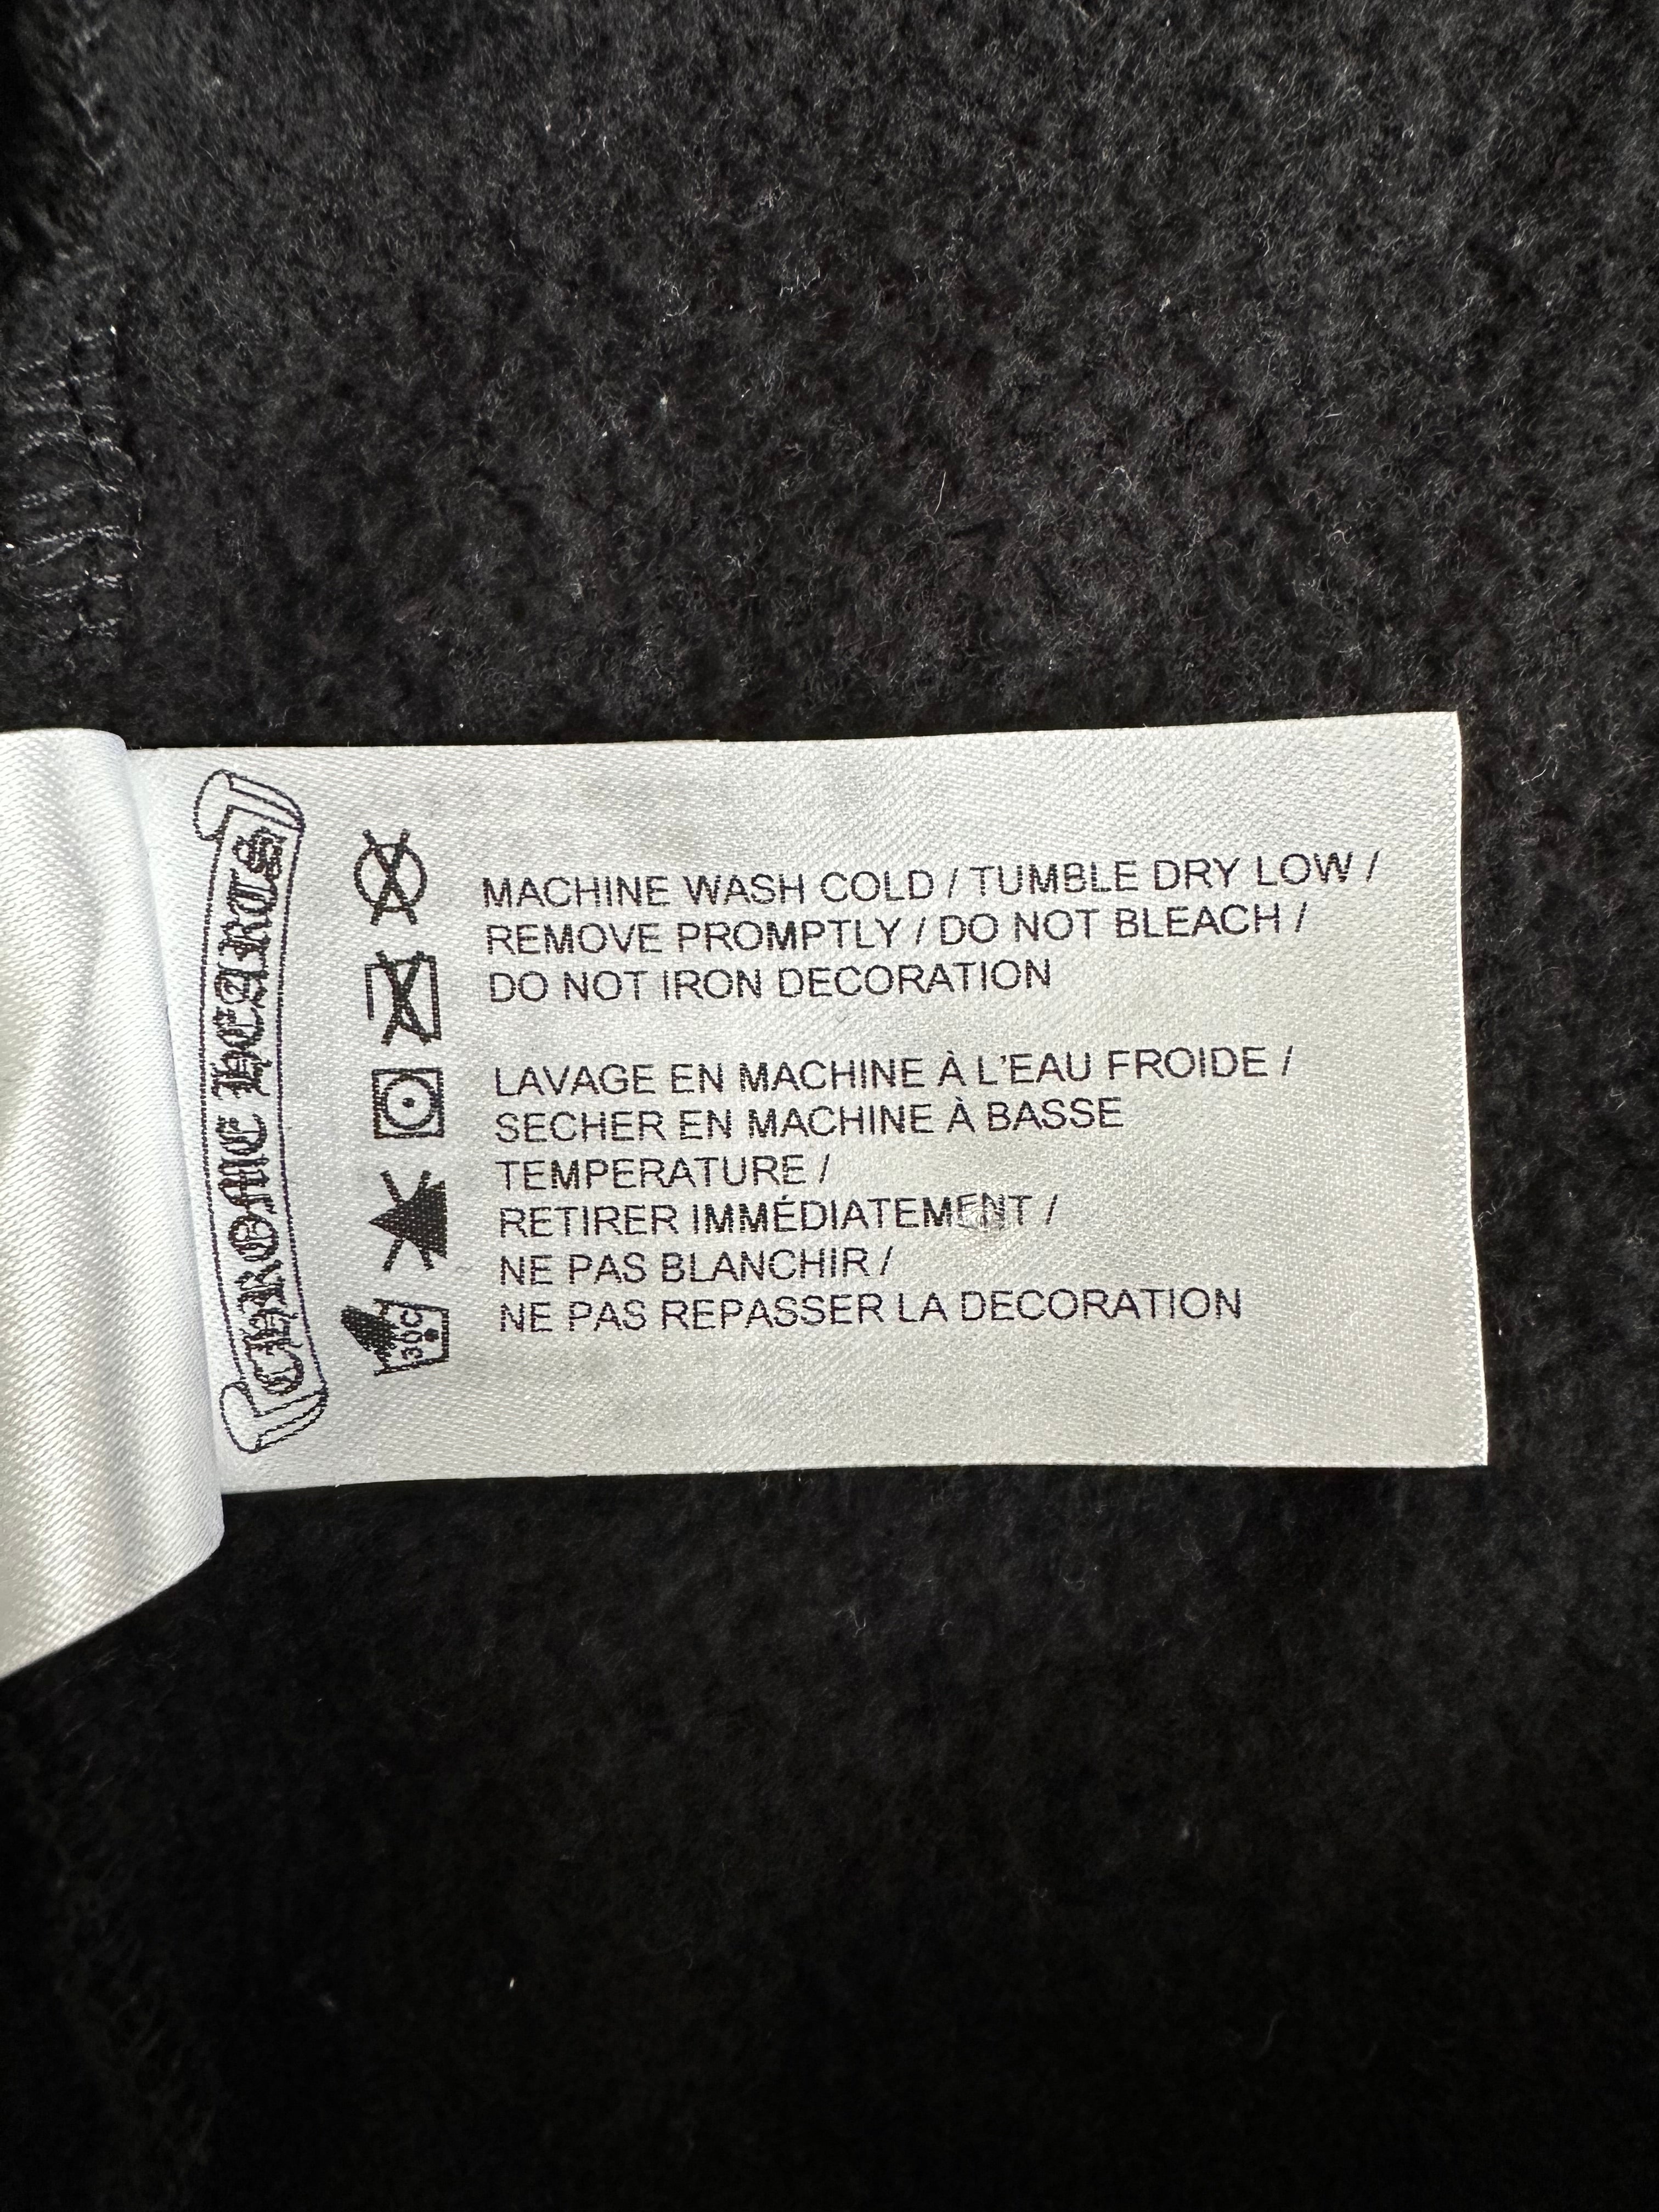 CHROME HEARTS
MACHINE WASH COLD / TUMBLE DRY LOW /
REMOVE PROMPTLY / DO NOT BLEACH /
DO NOT IRON DECORATION
LAVAGE EN MACHINE À L'EAU FROIDE /
SECHER EN MACHINE À BASSE
TEMPERATURE /
RETIRER IMMÉDIATEMENT /
NE PAS BLANCHIR /
NE PAS REPASSER LA DECORATION
30C